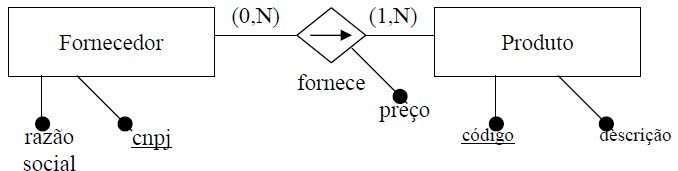 (0,N)
(1,N)
Fornecedor
Produto
fornece
preço
razão
social
cnpj
código
descrição